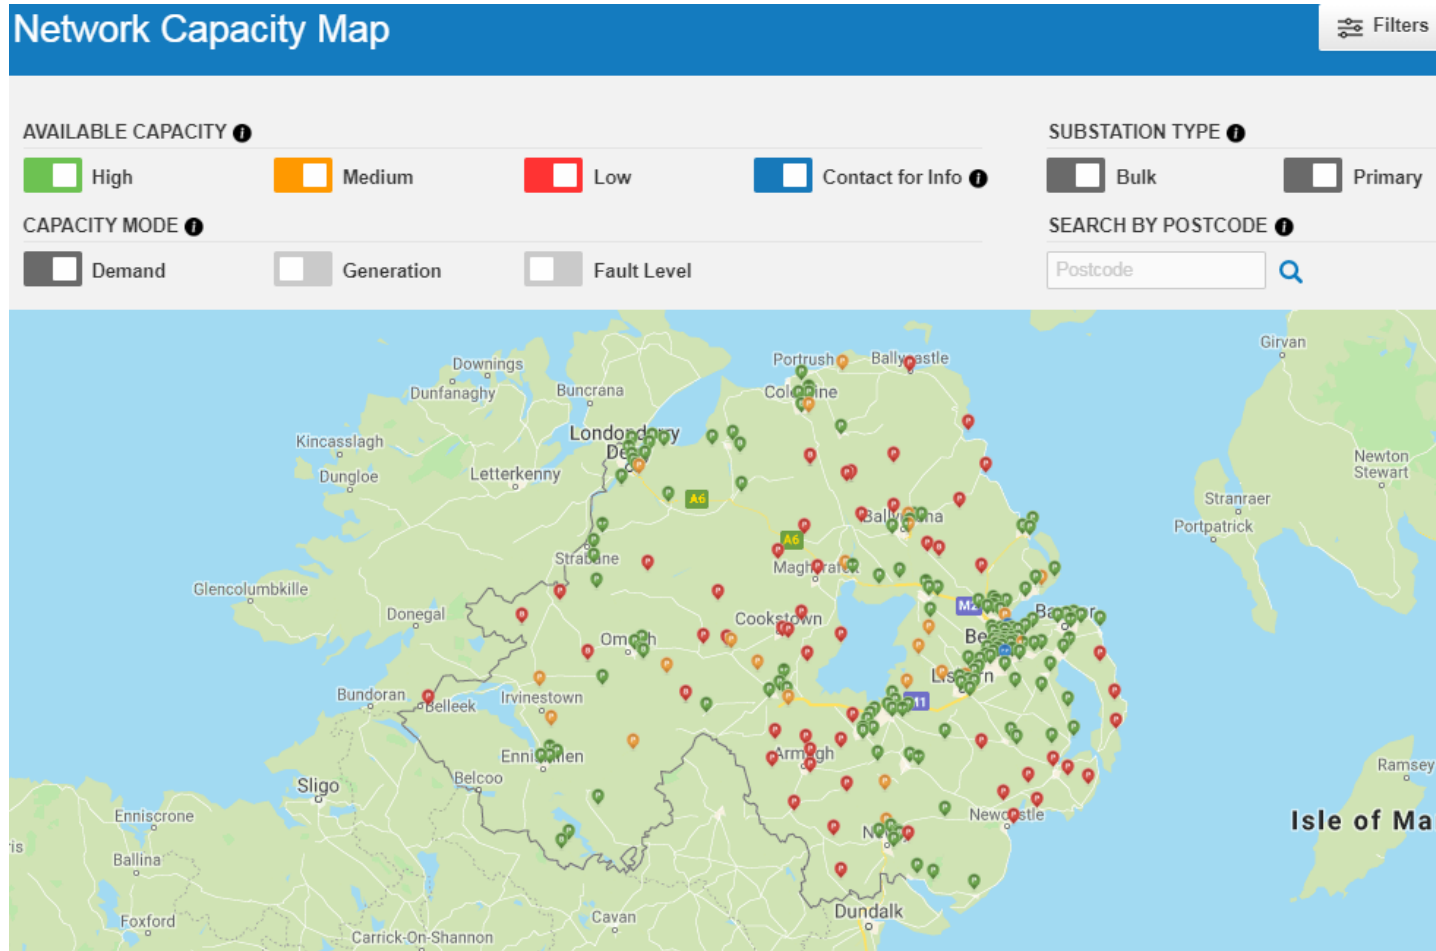 Network Capacity Map
Filters
AVAILABLE CAPACITY
SUBSTATION TYPE
High
Medium
Low
Contact for Info
Bulk
Primary
CAPACITY MODE
SEARCH BY POSTCODE
Demand
Generation
Fault Level
Postcode
Girvan
Portrush
Downings
Dunfanaghy
Buncrana
Kincasslagh
Letterkenny
Dungloe
Newton
Stewart
A6
Stranraer
Portpatrick
A6
Strabane
Glencolumbkille
Donegal
Cookstown
M2
Bundoran
Belleek
Irvinestown
Belcoo
Sligo
Ramsey
Enniscrone
Isle of Ma
Ballina
Foxford
Cavan
Dundalk
Carrick-On-Shannon